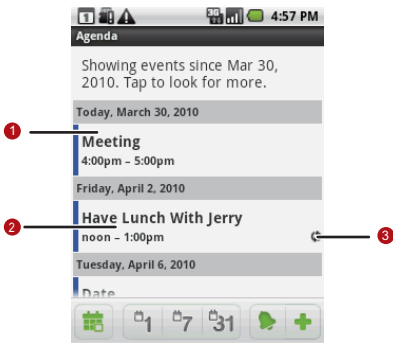 1 3G 4:57 PM
Agenda
Showing events since Mar 30,
2010. Tap to look for more.
Today, March 30, 2010
1
Meeting
4:00pm – 5:00pm
Friday, April 2, 2010
2
Have Lunch With Jerry
noon – 1:00pm
3
Tuesday, April 6, 2010
Date
1 7 31